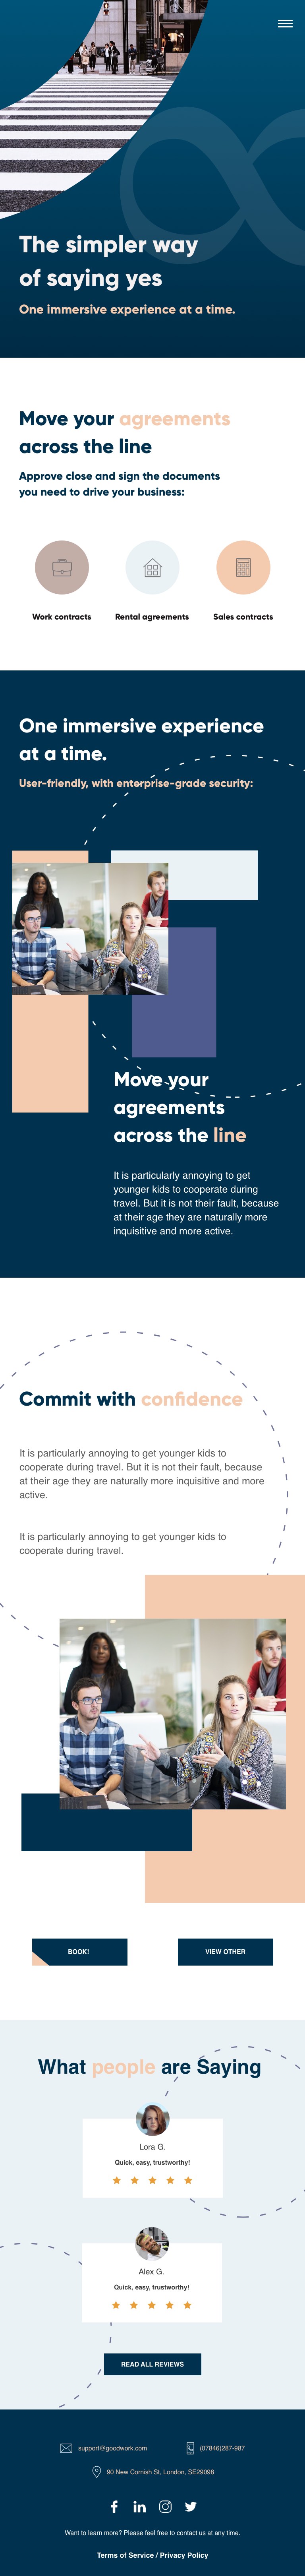 The simpler way
of saying yes
One immersive experience at a time.
Move your agreements
across the line
Approve close and sign the documents
you need to drive your business:
Work contracts
Rental agreements
Sales contracts
One immersive experience
at a time.
User-friendly, with enterprise-grade security:
Move your
agreements
across the line
It is particularly annoying to get
younger kids to cooperate during
travel. But it is not their fault, because
at their age they are naturally more
inquisitive and more active.
Commit with confidence
It is particularly annoying to get younger kids to
cooperate during travel. But it is not their fault, because
at their age they are naturally more inquisitive and more
active.
It is particularly annoying to get younger kids to
cooperate during travel.
BOOK!
VIEW OTHER
What people are Saying
Lora G.
Quick, easy, trustworthy!
Alex G.
Quick, easy, trustworthy!
READ ALL REVIEWS
support@goodwork.com
(07846)287-987
90 New Cornish St, London, SE29098
Want to learn more? Please feel free to contact us at any time.
Terms of Service / Privacy Policy